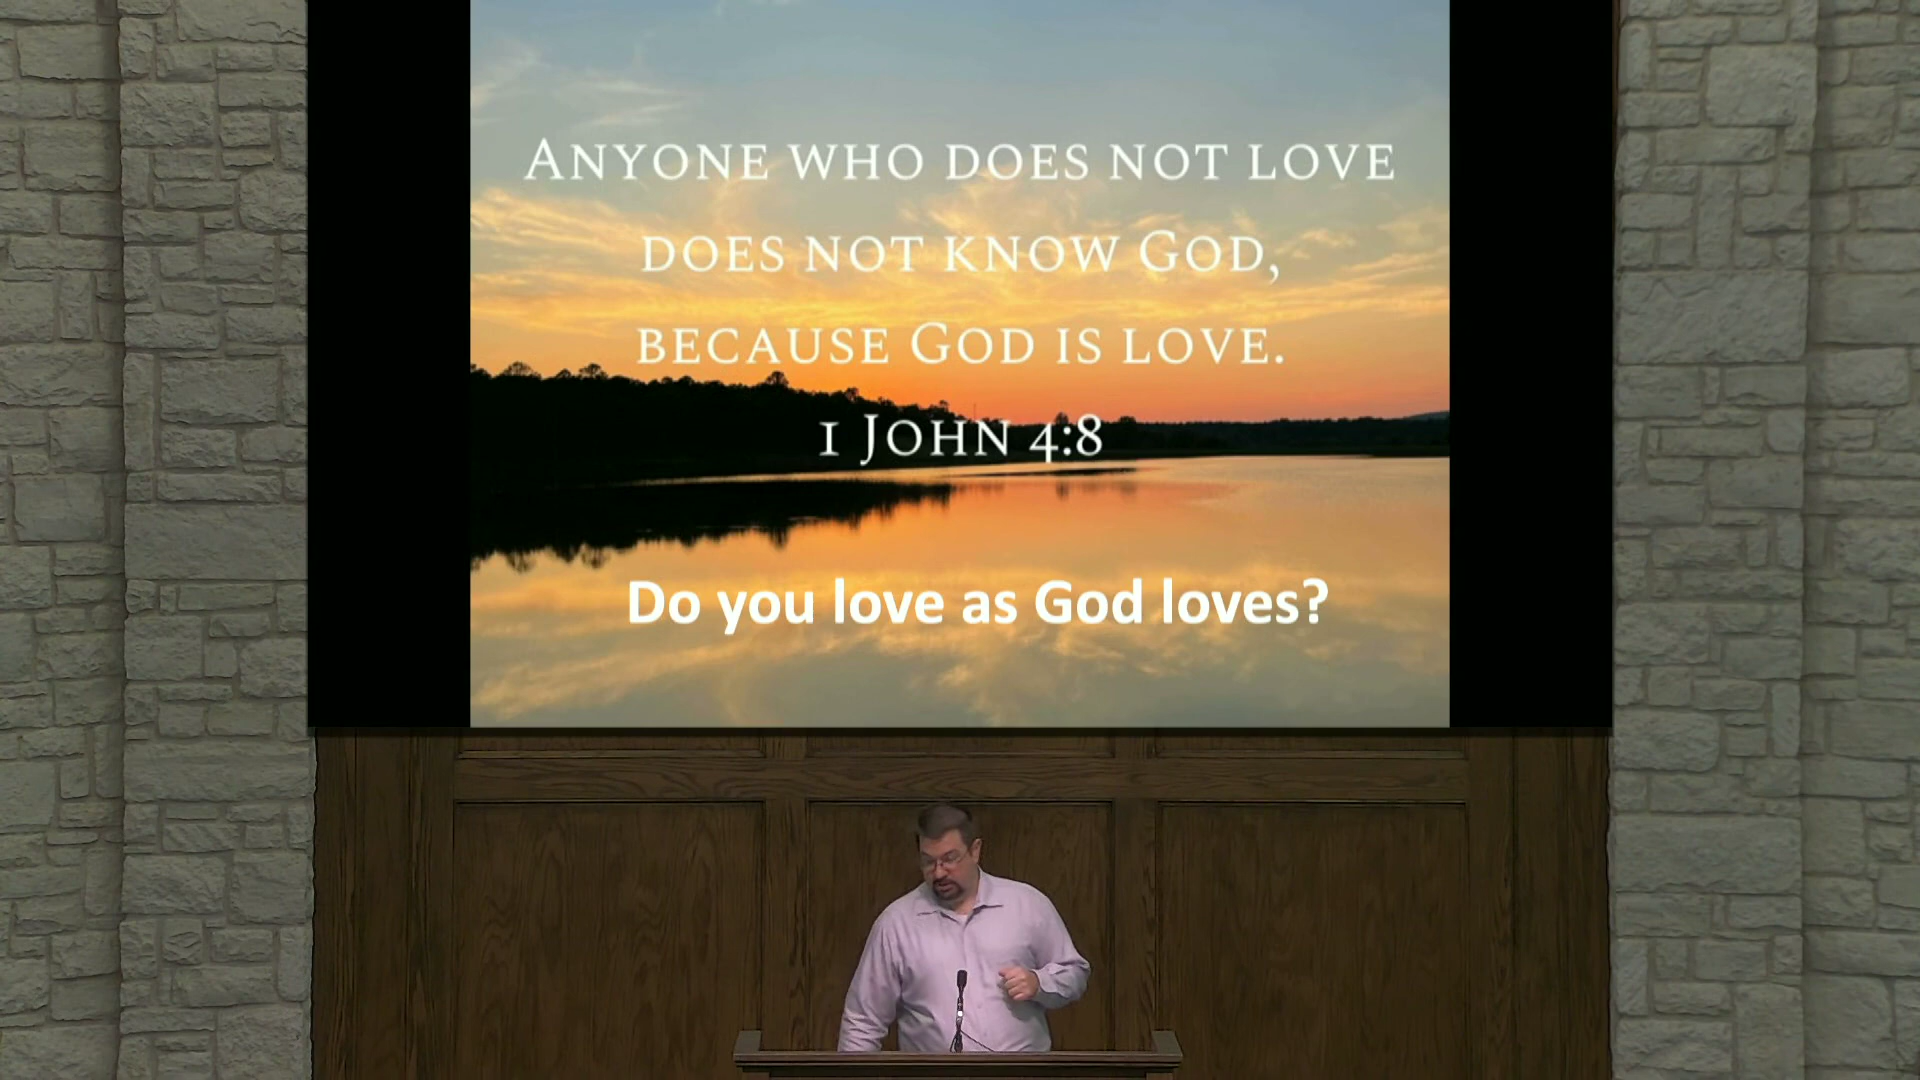 Anyone who does not love
does not know God,
because God is love.
1 John 4:8
Do you love as God loves?